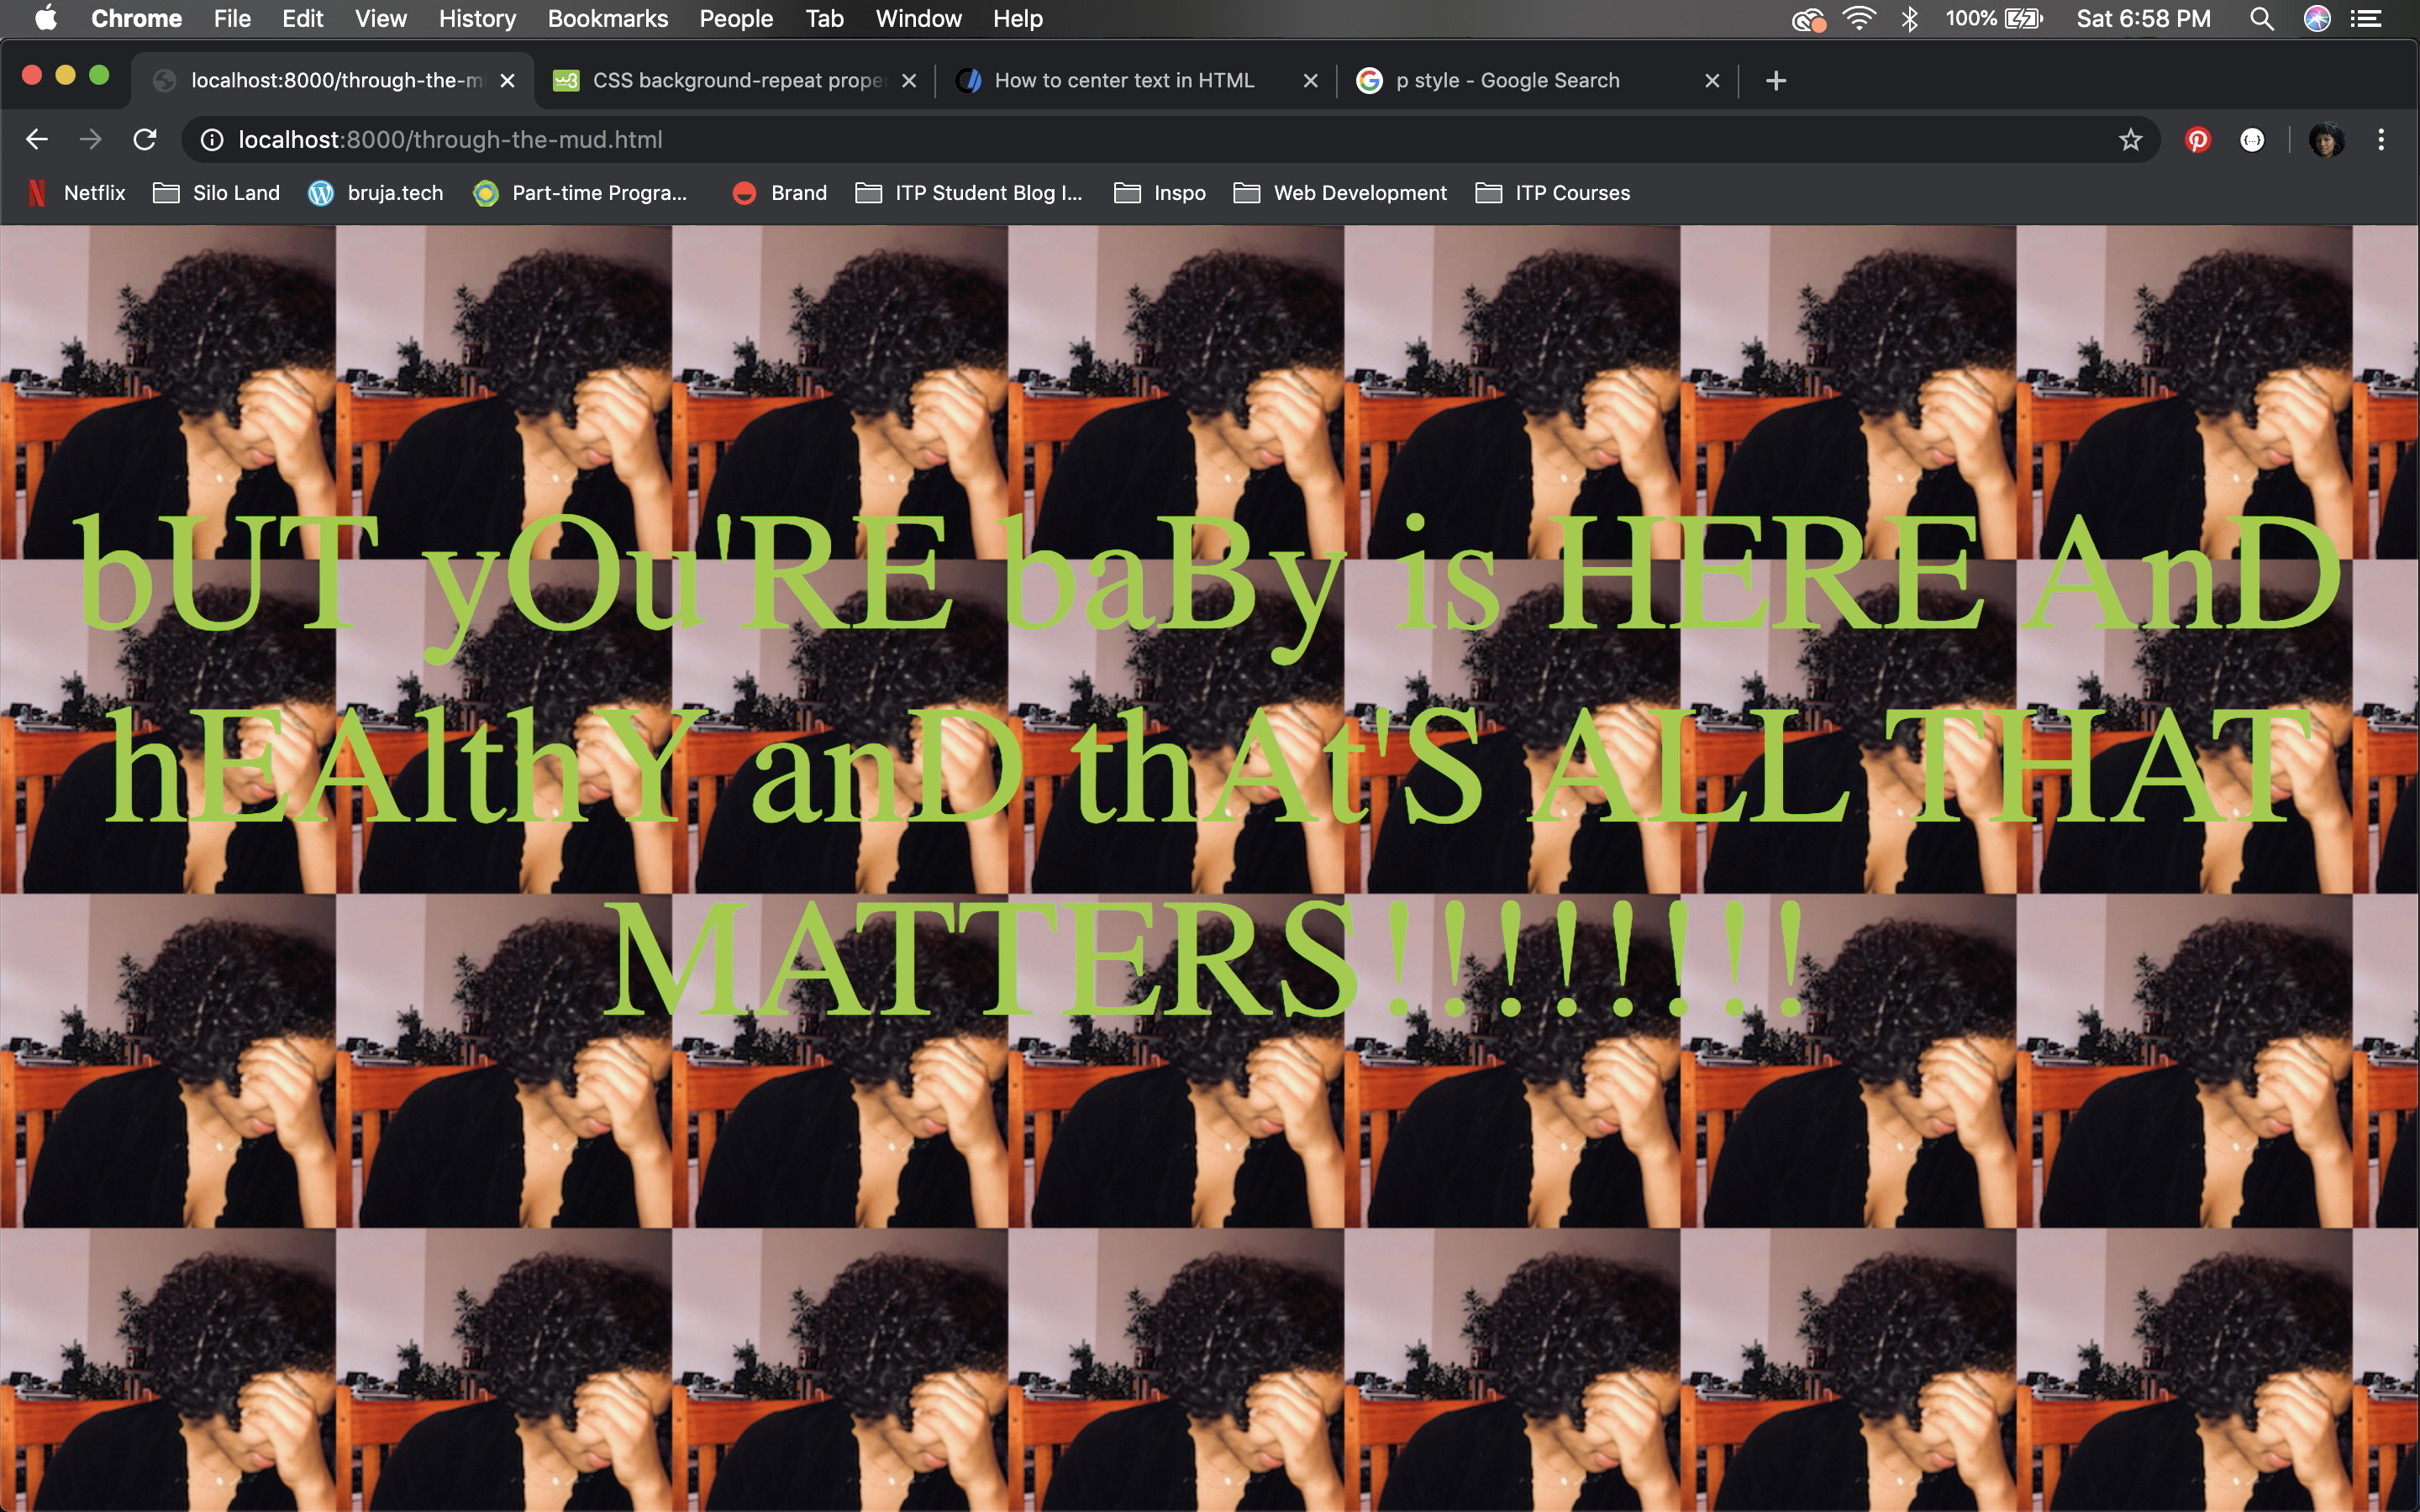 Chrome File Edit View History Bookmarks People Tab Window Help 100% Sat 6:58 PM
localhost:8000/through-the-m CSS background-repeat prope How to center text in HTML p style - Google Search
localhost:8000/through-the-mud.html
Netflix Silo Land bruja.tech Part-time Progra... Brand ITP Student Blog I... Inspo Web Development ITP Courses
bUT yOu'RE baBy is HERE AnD
hEAlthY anD thAt'S ALL THAT
MATTERS!!!!!!!!